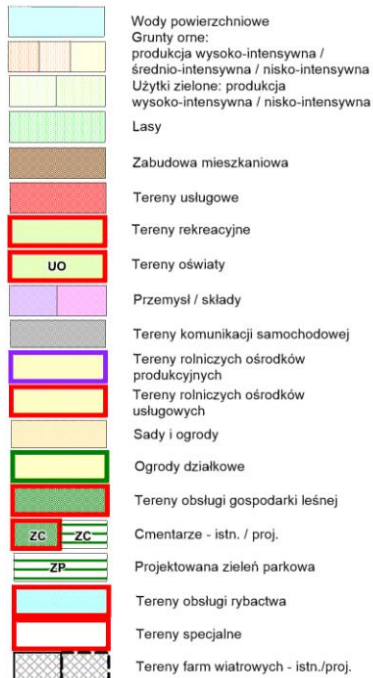 Wody powierzchniowe
Grunty orne:
produkcja wysoko-intensywna /
średnio-intensywna / nisko-intensywna
Użytki zielone: produkcja
wysoko-intensywna / nisko-intensywna
Lasy
Zabudowa mieszkaniowa
Tereny usługowe
Tereny rekreacyjne
UO Tereny oświaty
Przemysł / składy
Tereny komunikacji samochodowej
Tereny rolniczych ośrodków
produkcyjnych
Tereny rolniczych ośrodków
usługowych
Sady i ogrody
Ogrody działkowe
Tereny obsługi gospodarki leśnej
ZC ZC Cmentarze - istn. / proj.
ZP Projektowana zieleń parkowa
Tereny obsługi rybactwa
Tereny specjalne
Tereny farm wiatrowych - istn./proj.